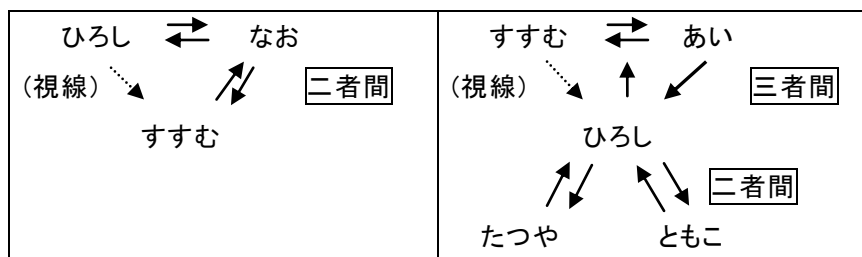 ひろし なお
(視線) 二者間
すすむ
すすむ あい
(視線) 三者間
ひろし
二者間
たつや ともこ